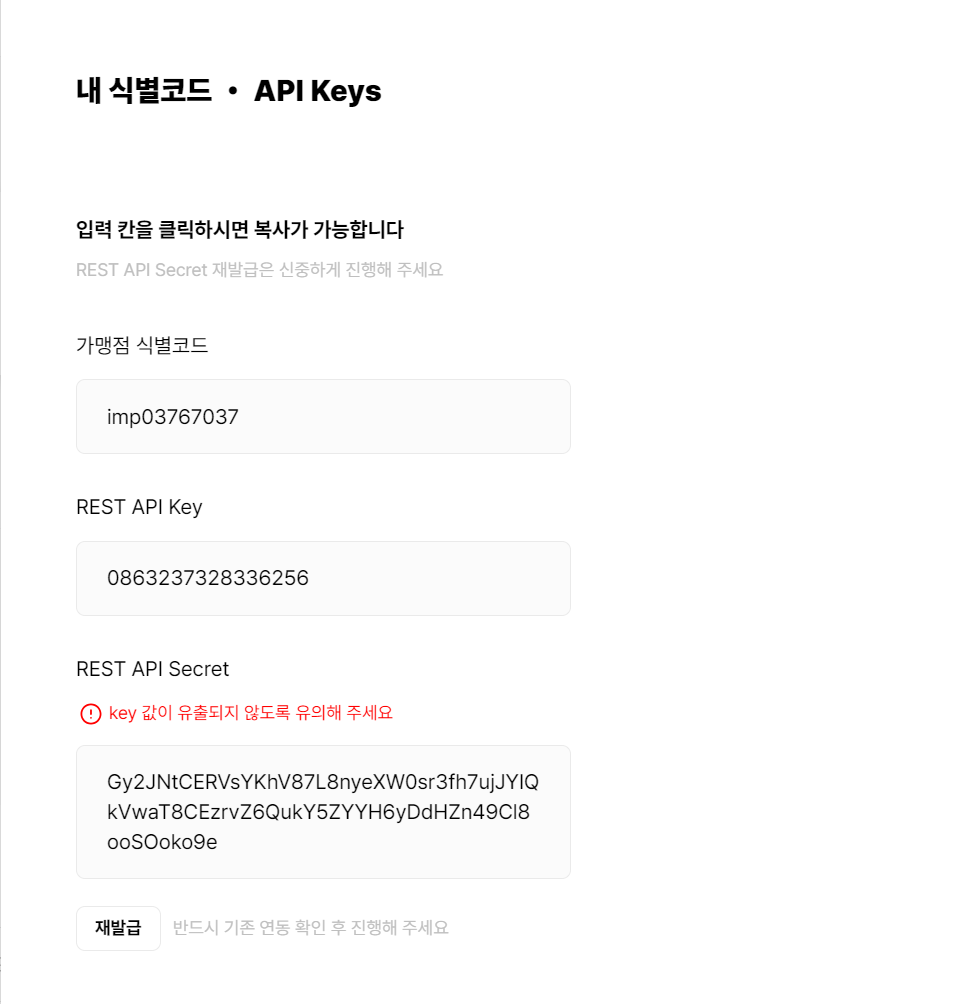 내 식별코드 · API Keys
입력 칸을 클릭하시면 복사가 가능합니다
REST API Secret 재발급은 신중하게 진행해 주세요
가맹점 식별코드
imp03767037
REST API Key
0863237328336256
REST API Secret
key 값이 유출되지 않도록 유의해 주세요
Gy2JNtCERVsYKhV87L8nyeXW0sr3fh7ujJYIQ
kVwaT8CEzrvZ6QukY5ZYYH6yDdHZn49Cl8
ooSOoko9e
재발급 반드시 기존 연동 확인 후 진행해 주세요